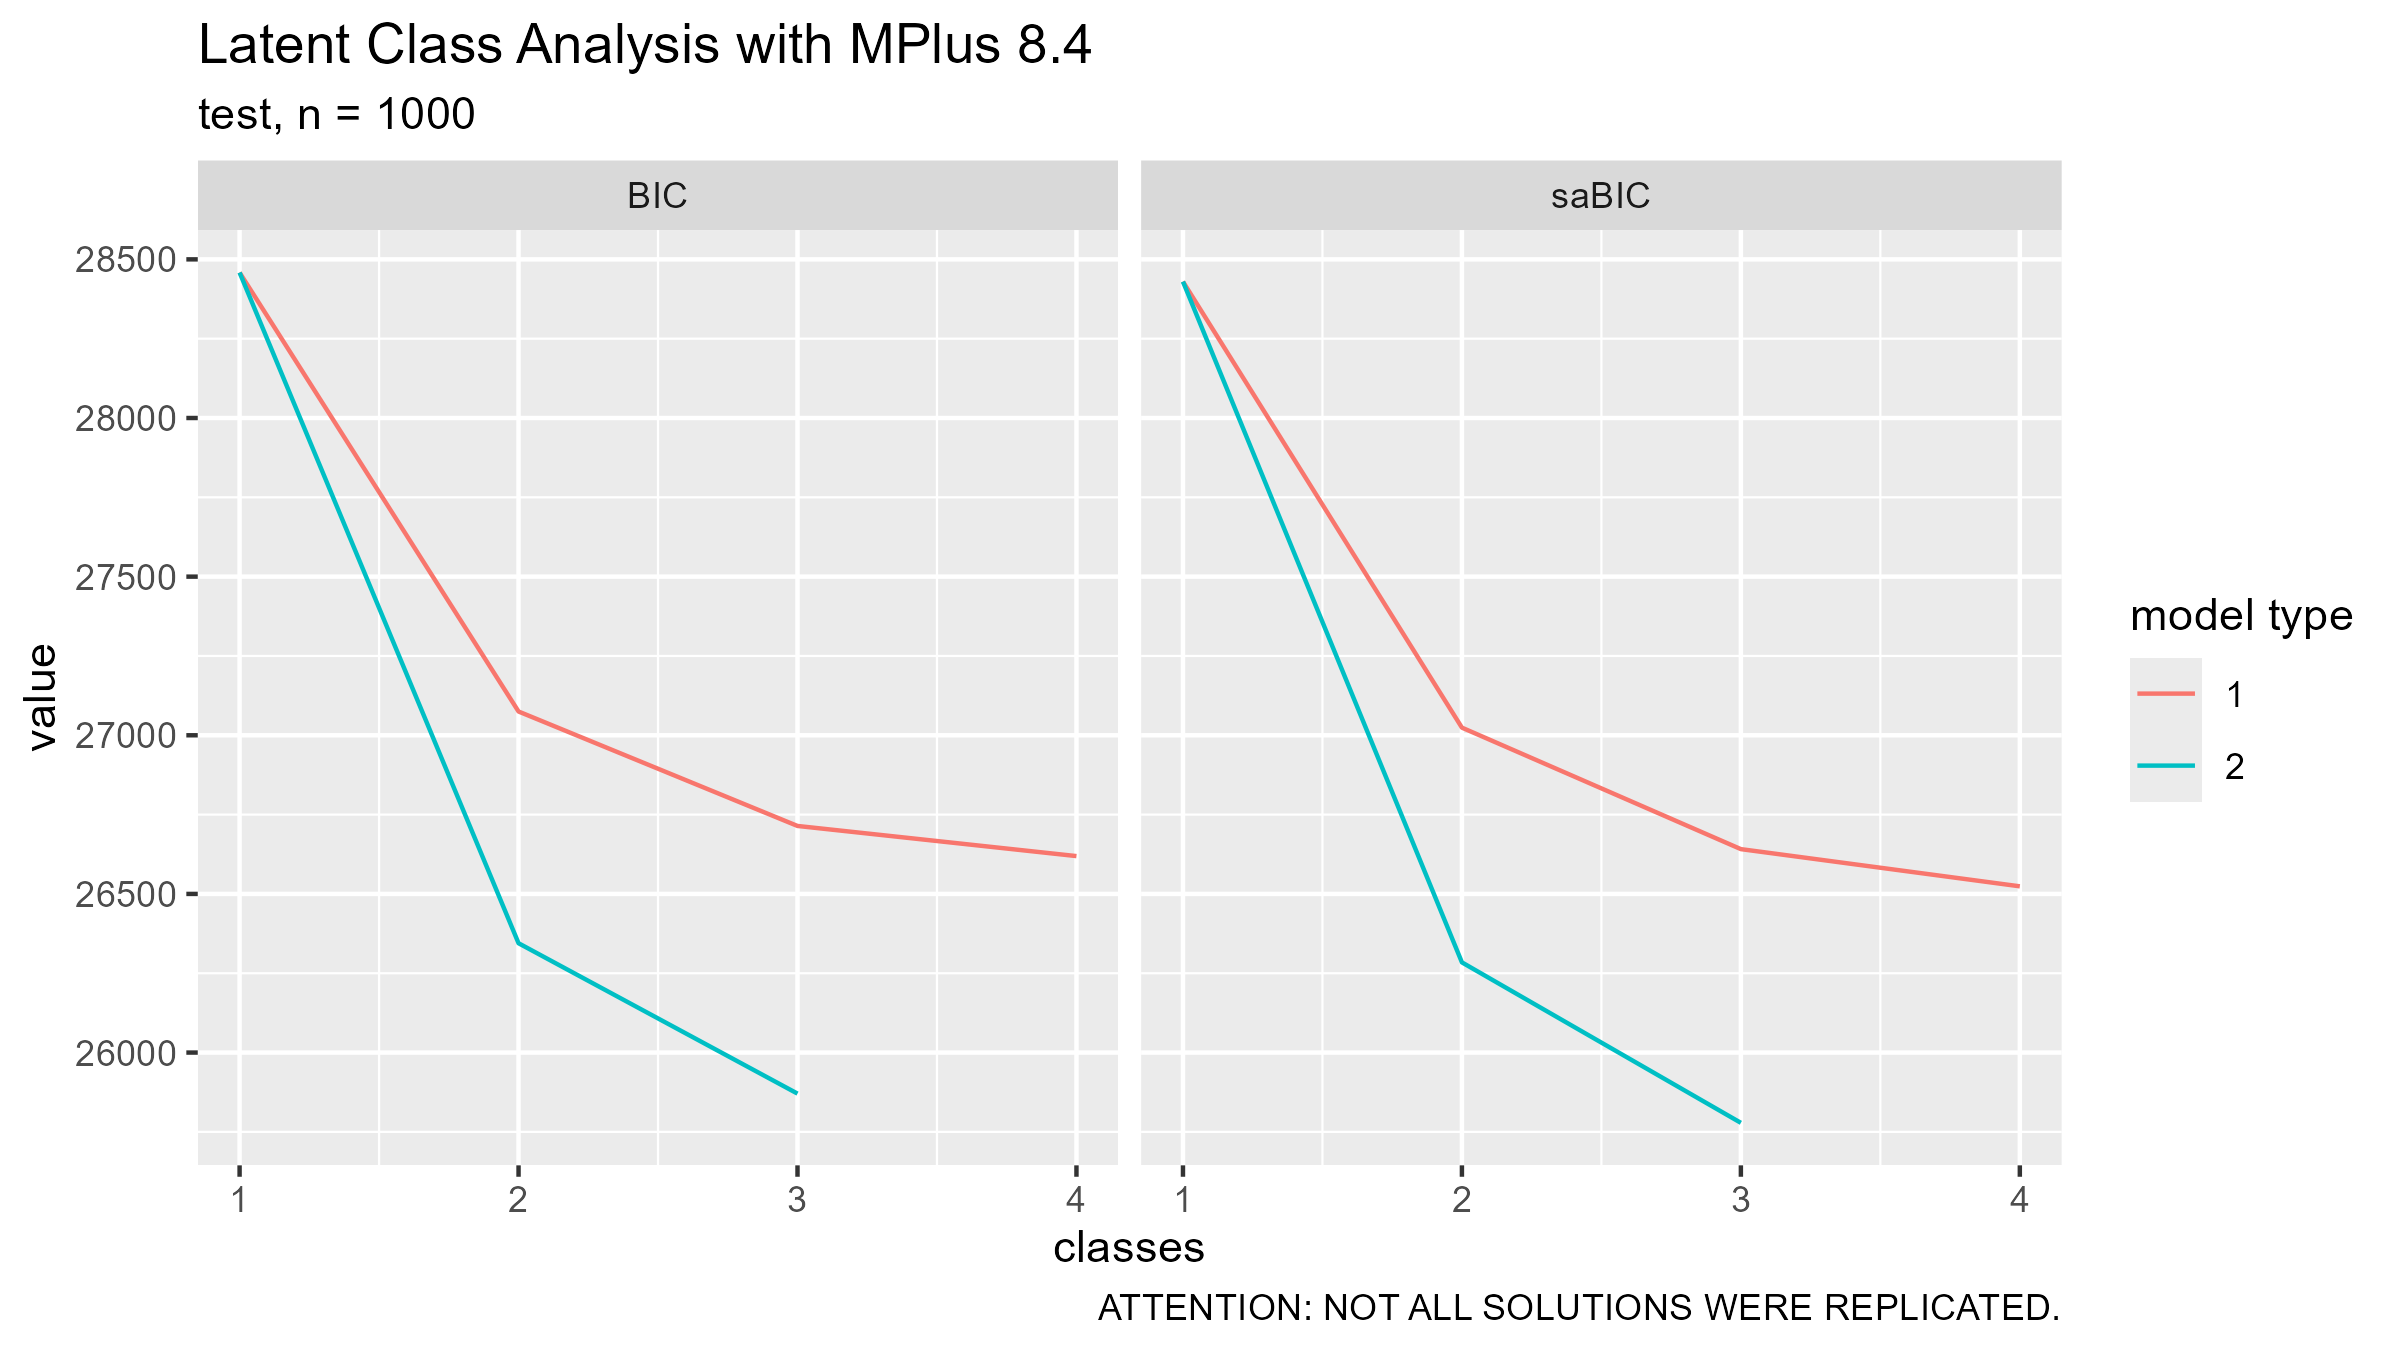 Latent Class Analysis with MPlus 8.4
test, n = 1000
BIC
saBIC
28500
28000
27500
27000
26500
26000
value
1 2 3 4
1 2 3 4
classes
model type
1
2
ATTENTION: NOT ALL SOLUTIONS WERE REPLICATED.